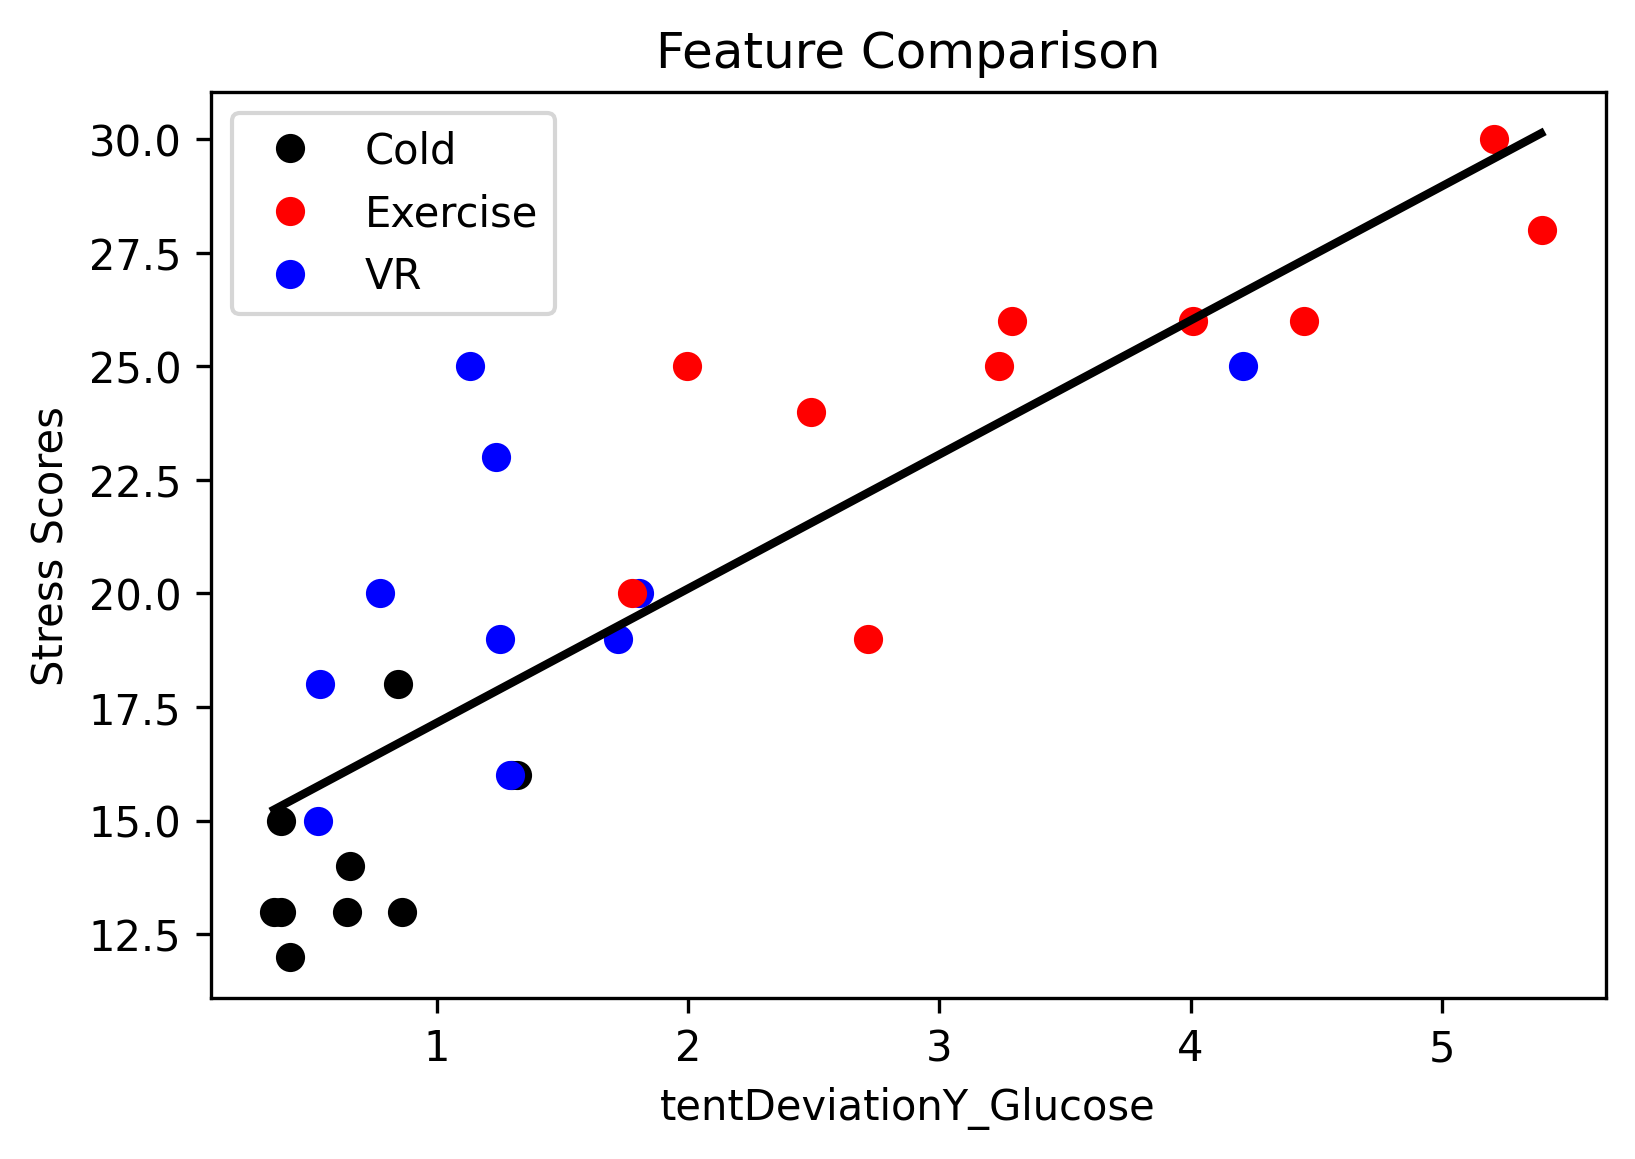 Feature Comparison
Cold
Exercise
VR
30.0
27.5
25.0
22.5
20.0
17.5
15.0
12.5
Stress Scores
1 2 3 4 5
tentDeviationY_Glucose